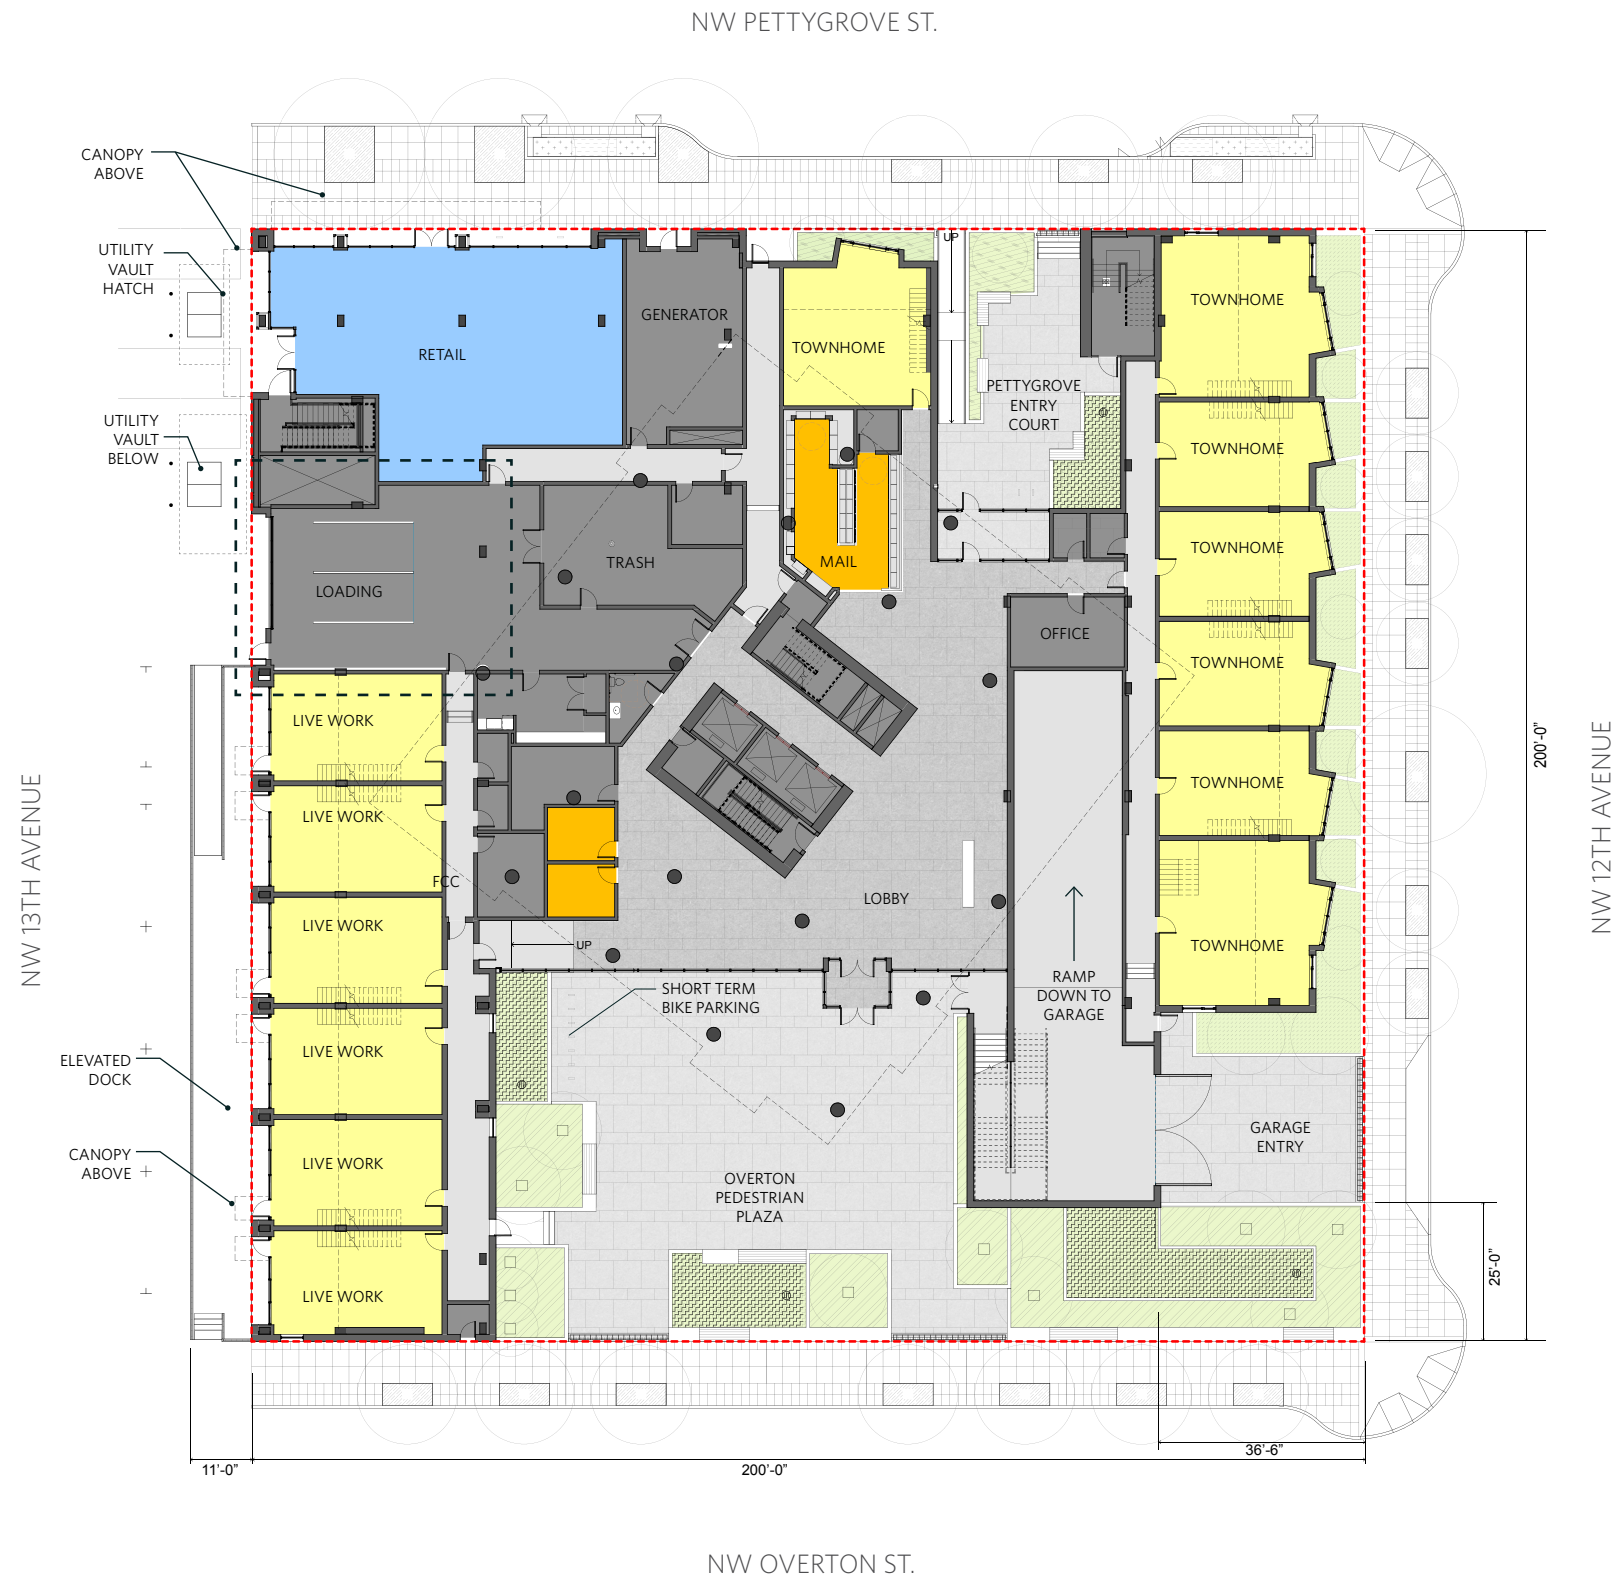 NW PETTYGROVE ST.
CANOPY
ABOVE
UTILITY
VAULT
HATCH
UTILITY
VAULT
BELOW
UP
GENERATOR
RETAIL
TOWNHOME
TOWNHOME
PETTYGROVE
ENTRY
COURT
TOWNHOME
TOWNHOME
TRASH
MAIL
LOADING
OFFICE
TOWNHOME
LIVE WORK
TOWNHOME
LIVE WORK
FCC
LOBBY
LIVE WORK
UP
TOWNHOME
SHORT TERM
BIKE PARKING
RAMP
DOWN TO
GARAGE
LIVE WORK
ELEVATED
DOCK
GARAGE
ENTRY
CANOPY
ABOVE
LIVE WORK
OVERTON
PEDESTRIAN
PLAZA
LIVE WORK
NW 13TH AVENUE
NW 12TH AVENUE
200'-0"
25'-0"
36'-6"
11'-0"
200'-0"
NW OVERTON ST.